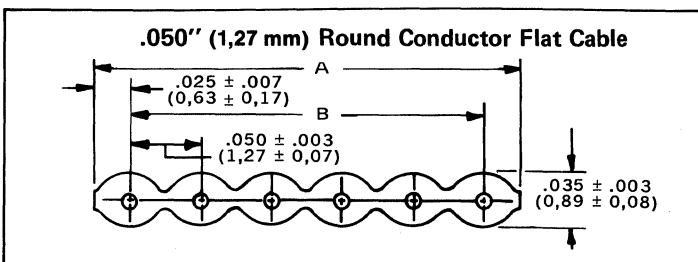 .050″ (1,27 mm) Round Conductor Flat Cable
A
.025 ± .007
(0,63 ± 0,17)
B
.050 ± .003
(1,27 ± 0,07)
.035 ± .003
(0,89 ± 0,08)